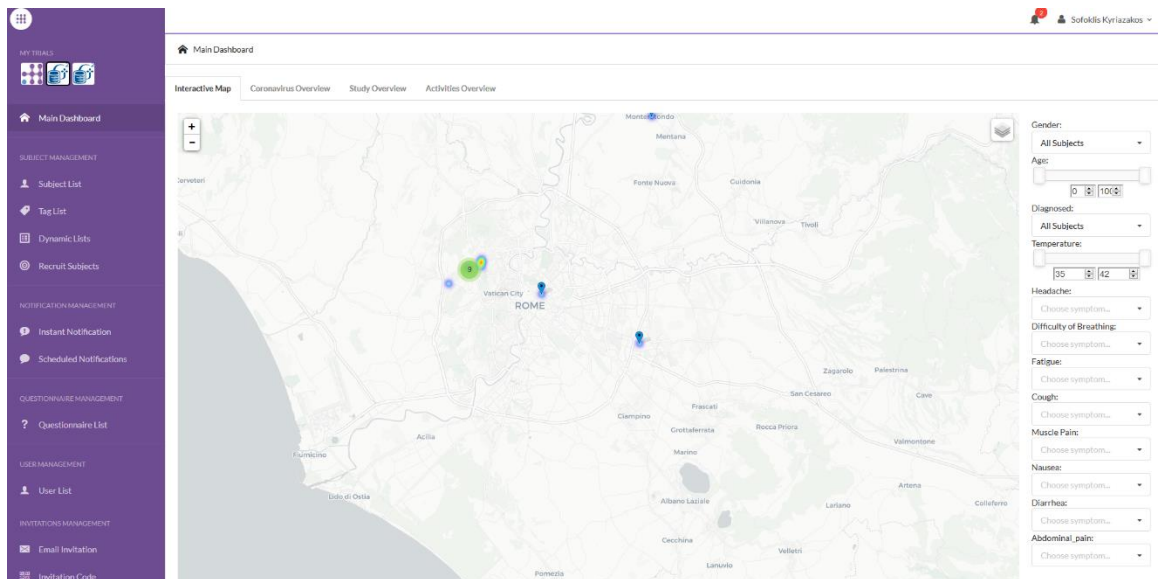 2
Sofoklis Kyriazakos
MY TRIALS
Main Dashboard
SUBJECT MANAGEMENT
Subject List
Tag List
Dynamic Lists
Recruit Subjects
NOTIFICATION MANAGEMENT
Instant Notification
Scheduled Notifications
QUESTIONNAIRE MANAGEMENT
? Questionnaire List
USER MANAGEMENT
User List
INVITATIONS MANAGEMENT
Email Invitation
Invitation Code
Main Dashboard
Interactive Map Coronavirus Overview Study Overview Activities Overview
+
-
Mentana
Cerveteri
Fonte Nuova
Guidonia
Villanova
Tivoli
9
Vatican City
ROME
Zagarolo
Palestrina
San Cesareo
Cave
Frascati
Ciampino
Grottaferrata
Rocca Priora
Acilia
Marino
Valmontone
Fiumicino
Lido di Ostia
Artena
Albano Laziale
Lariano
Colleferro
Cecchina
Velletri
Lanuvio
Pomezia
Gender:
All Subjects
Age:
0 100
Diagnosed:
All Subjects
Temperature:
35 42
Headache:
Choose symptom...
Difficulty of Breathing:
Choose symptom...
Fatigue:
Choose symptom...
Cough:
Choose symptom...
Muscle Pain:
Choose symptom...
Nausea:
Choose symptom...
Diarrhea:
Choose symptom...
Abdominal_pain:
Choose symptom...